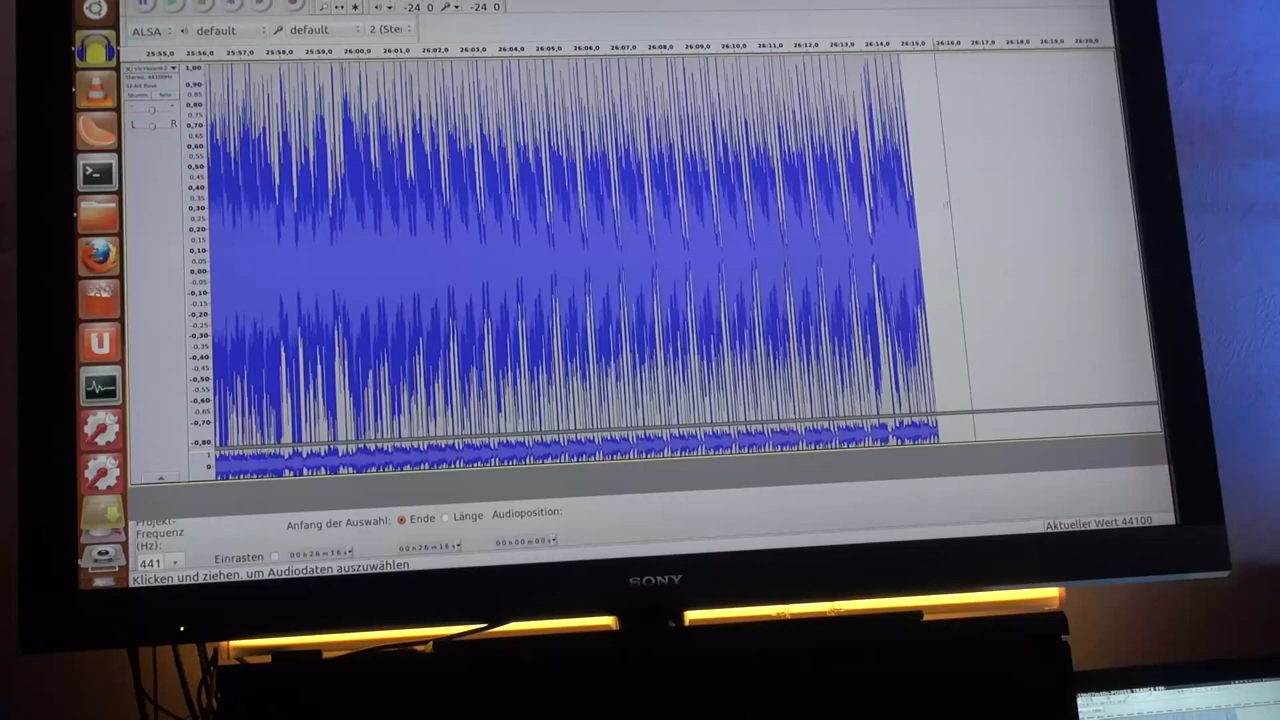 -24 0 -24 0
ALSA default default 2 (Ste
25:55,0 25:56,0 25:57,0 25:58,0 25:59,0 26:00,0 26:01,0 26:02,0 26:03,0 26:04,0 26:05,0 26:06,0 26:07,0 26:08,0 26:09,0 26:10,0 26:11,0 26:12,0 26:13,0 26:14,0 26:15,0 26:16,0 26:17,0 26:18,0 26:19,0 26:20,0
Stereo, 44100Hz
L R
1,00
0,90
0,85
0,80
0,75
0,70
0,65
0,60
0,55
0,50
0,45
0,40
0,35
0,30
0,25
0,20
0,15
0,10
0,05
0,00
-0,05
-0,10
-0,15
-0,20
-0,25
-0,30
-0,35
-0,40
-0,45
-0,50
-0,55
-0,60
-0,65
-0,70
-0,80
1
0
Projekt-
Frequenz
(Hz):
441
Anfang der Auswahl: Ende Länge Audioposition:
Einrasten 00h26m16s 00h26m16s 00h00m00s
Klicken und ziehen, um Audiodaten auszuwählen
Aktueller Wert 44100
SONY